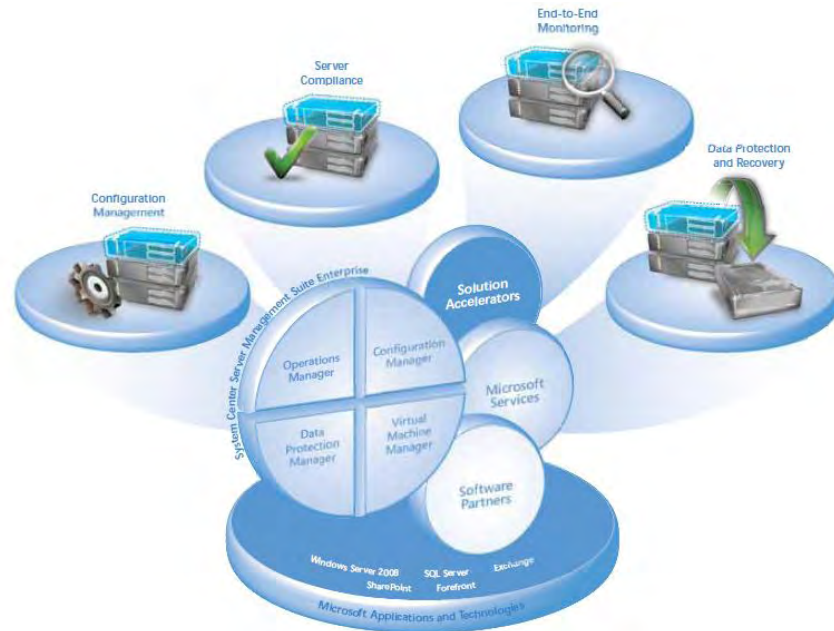 End-to-End
Monitoring
Server
Compliance
Data Protection
and Recovery
Configuration
Management
System Center Server Management Suite Enterprise
Solution
Accelerators
Operations
Manager
Configuration
Manager
Microsoft
Services
Data
Protection
Manager
Virtual
Machine
Manager
Software
Partners
Windows Server 2008 SQL Server Exchange
SharePoint Forefront
Microsoft Applications and Technologies